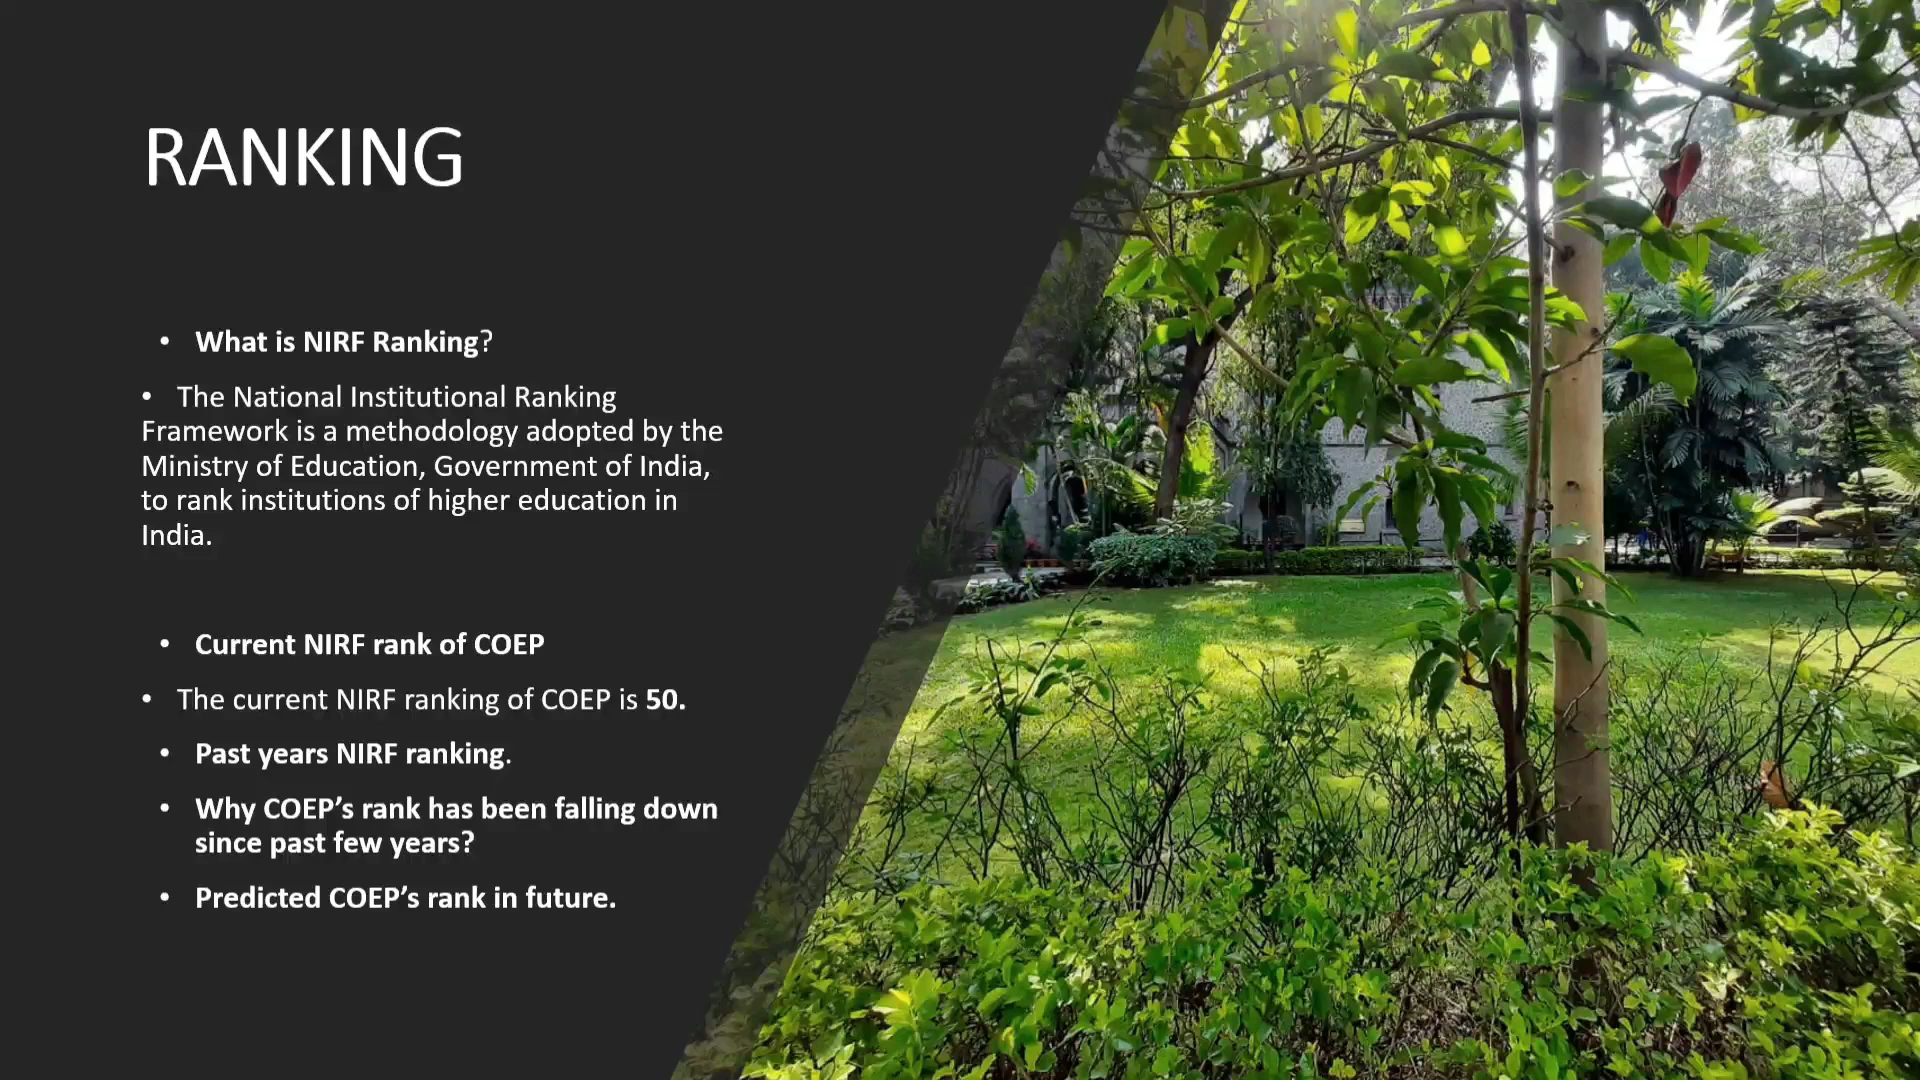 RANKING
• What is NIRF Ranking?
• The National Institutional Ranking
Framework is a methodology adopted by the
Ministry of Education, Government of India,
to rank institutions of higher education in
India.
• Current NIRF rank of COEP
• The current NIRF ranking of COEP is 50.
• Past years NIRF ranking.
• Why COEP’s rank has been falling down
since past few years?
• Predicted COEP’s rank in future.